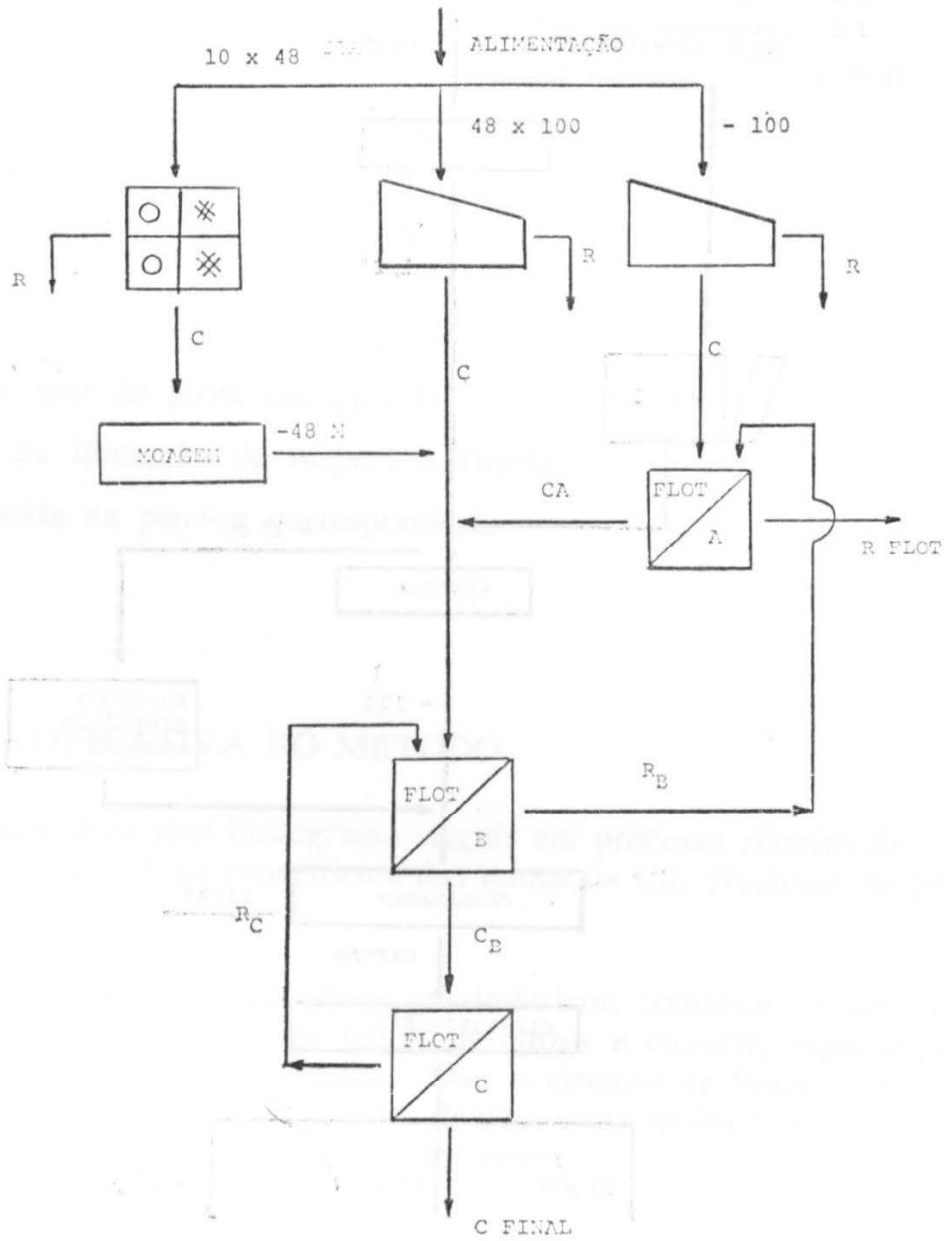 ALIMENTAÇÃO
10 x 48
48 x 100
- 100
R
R
R
C
C
C
MOAGEM
-48 M
CA
FLOT
A
R FLOT
FLOT
B
R_B
R_C
C_B
FLOT
C
C FINAL